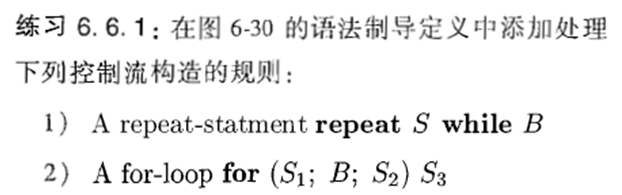 练习 6.6.1：在图 6-30 的语法制导定义中添加处理
下列控制流构造的规则：
1） A repeat-statment repeat S while B
2） A for-loop for (S₁; B; S₂) S₃